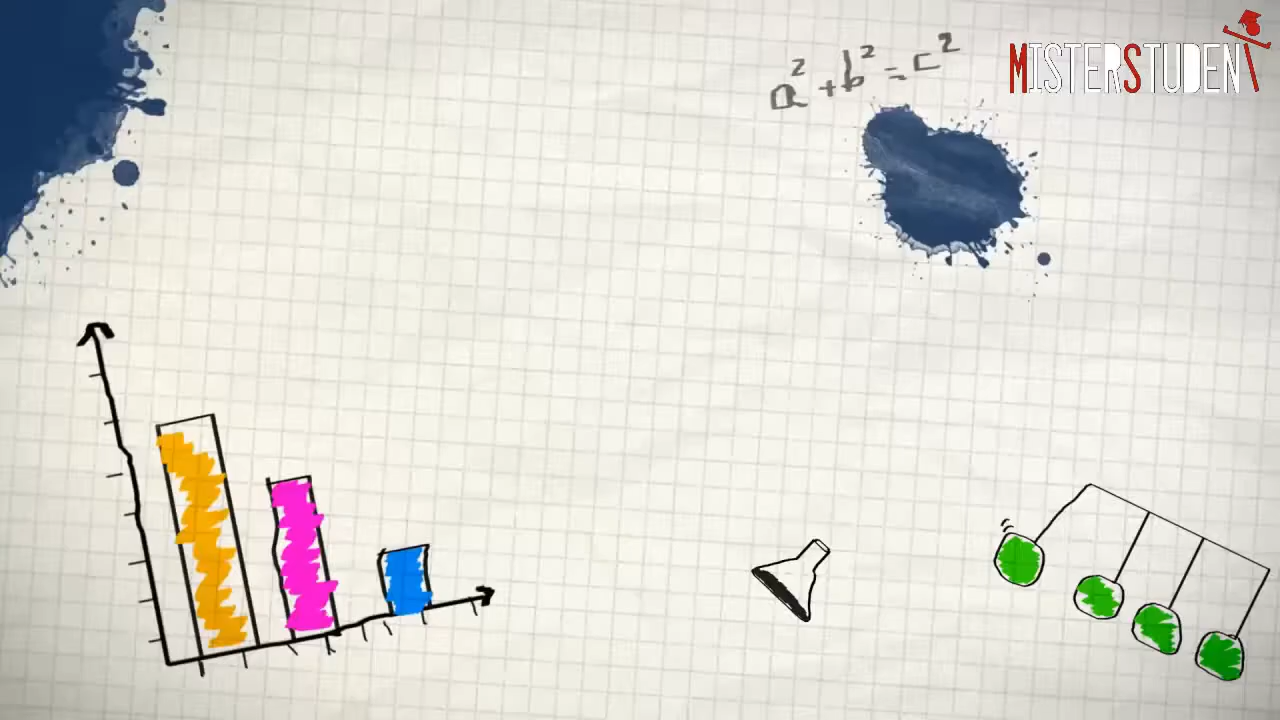 a² + b² = c²
MISTERSTUDENT